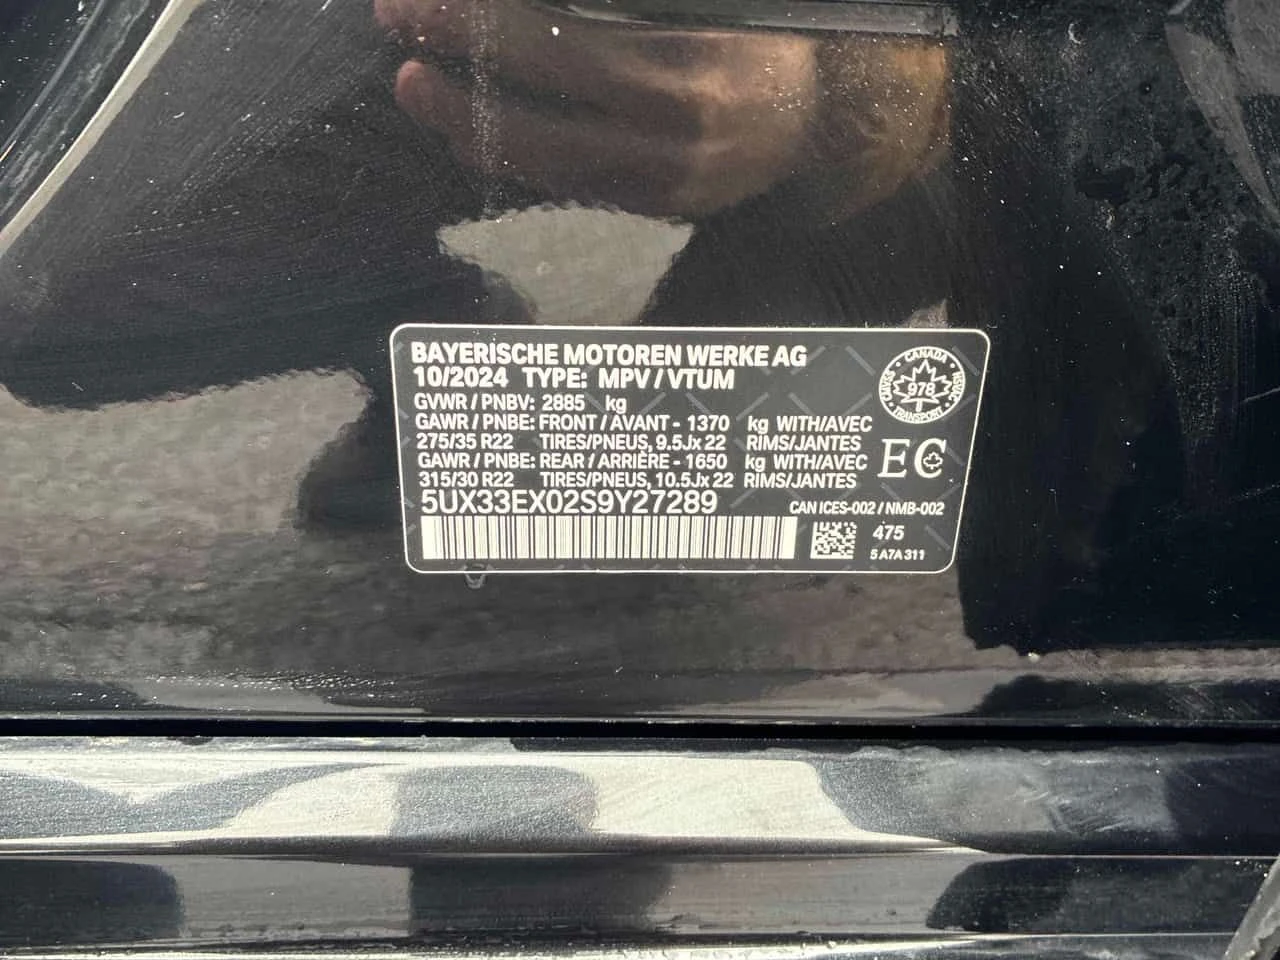 BAYERISCHE MOTOREN WERKE AG
10/2024 TYPE: MPV / VTUM
GVWR / PNBV: 2885 kg
GAWR / PNBE: FRONT / AVANT - 1370 kg WITH/AVEC
275/35 R22 TIRES/PNEUS, 9.5Jx 22 RIMS/JANTES
GAWR / PNBE: REAR / ARRIÈRE - 1650 kg WITH/AVEC
315/30 R22 TIRES/PNEUS, 10.5Jx 22 RIMS/JANTES
5UX33EX02S9Y27289
CANADA
978
TRANSPORT
EC
CAN ICES-002 / NMB-002
475
5 A7A 311